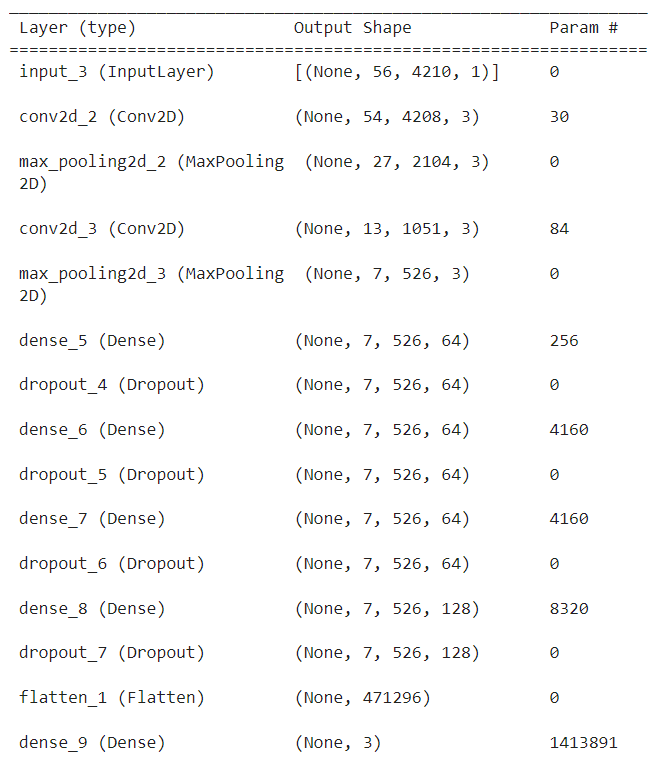 Layer (type) Output Shape Param #
input_3 (InputLayer) [(None, 56, 4210, 1)] 0
conv2d_2 (Conv2D) (None, 54, 4208, 3) 30
max_pooling2d_2 (MaxPooling (None, 27, 2104, 3) 0
2D)
conv2d_3 (Conv2D) (None, 13, 1051, 3) 84
max_pooling2d_3 (MaxPooling (None, 7, 526, 3) 0
2D)
dense_5 (Dense) (None, 7, 526, 64) 256
dropout_4 (Dropout) (None, 7, 526, 64) 0
dense_6 (Dense) (None, 7, 526, 64) 4160
dropout_5 (Dropout) (None, 7, 526, 64) 0
dense_7 (Dense) (None, 7, 526, 64) 4160
dropout_6 (Dropout) (None, 7, 526, 64) 0
dense_8 (Dense) (None, 7, 526, 128) 8320
dropout_7 (Dropout) (None, 7, 526, 128) 0
flatten_1 (Flatten) (None, 471296) 0
dense_9 (Dense) (None, 3) 1413891